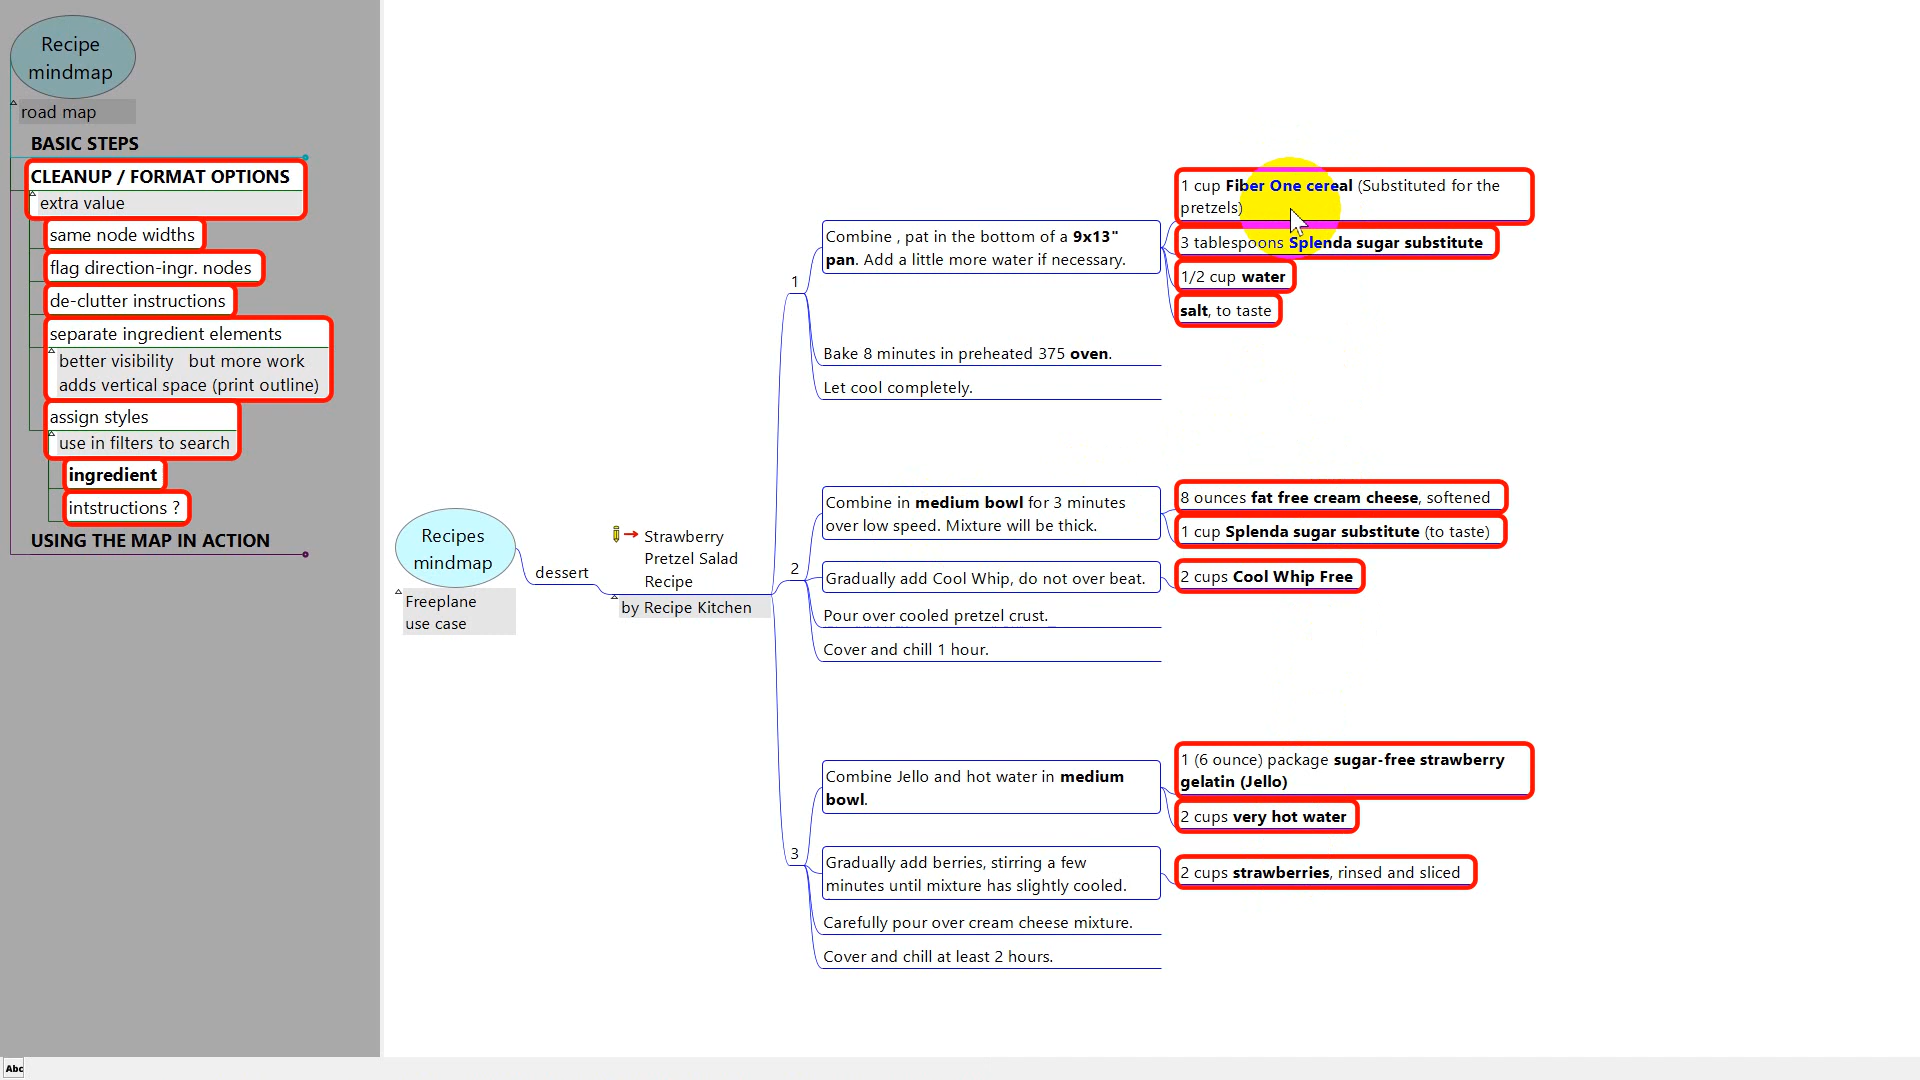 Recipe
mindmap
road map
BASIC STEPS
CLEANUP / FORMAT OPTIONS
extra value
same node widths
flag direction-ingr. nodes
de-clutter instructions
separate ingredient elements
better visibility but more work
adds vertical space (print outline)
assign styles
use in filters to search
ingredient
intstructions ?
USING THE MAP IN ACTION
Recipes
mindmap
Freeplane
use case
dessert
Strawberry
Pretzel Salad
Recipe
by Recipe Kitchen
1
Combine , pat in the bottom of a 9x13"
pan. Add a little more water if necessary.
1 cup Fiber One cereal (Substituted for the
pretzels)
3 tablespoons Splenda sugar substitute
1/2 cup water
salt, to taste
Bake 8 minutes in preheated 375 oven.
Let cool completely.
2
Combine in medium bowl for 3 minutes
over low speed. Mixture will be thick.
8 ounces fat free cream cheese, softened
1 cup Splenda sugar substitute (to taste)
Gradually add Cool Whip, do not over beat.
2 cups Cool Whip Free
Pour over cooled pretzel crust.
Cover and chill 1 hour.
3
Combine Jello and hot water in medium
bowl.
1 (6 ounce) package sugar-free strawberry
gelatin (Jello)
2 cups very hot water
Gradually add berries, stirring a few
minutes until mixture has slightly cooled.
2 cups strawberries, rinsed and sliced
Carefully pour over cream cheese mixture.
Cover and chill at least 2 hours.
Abc